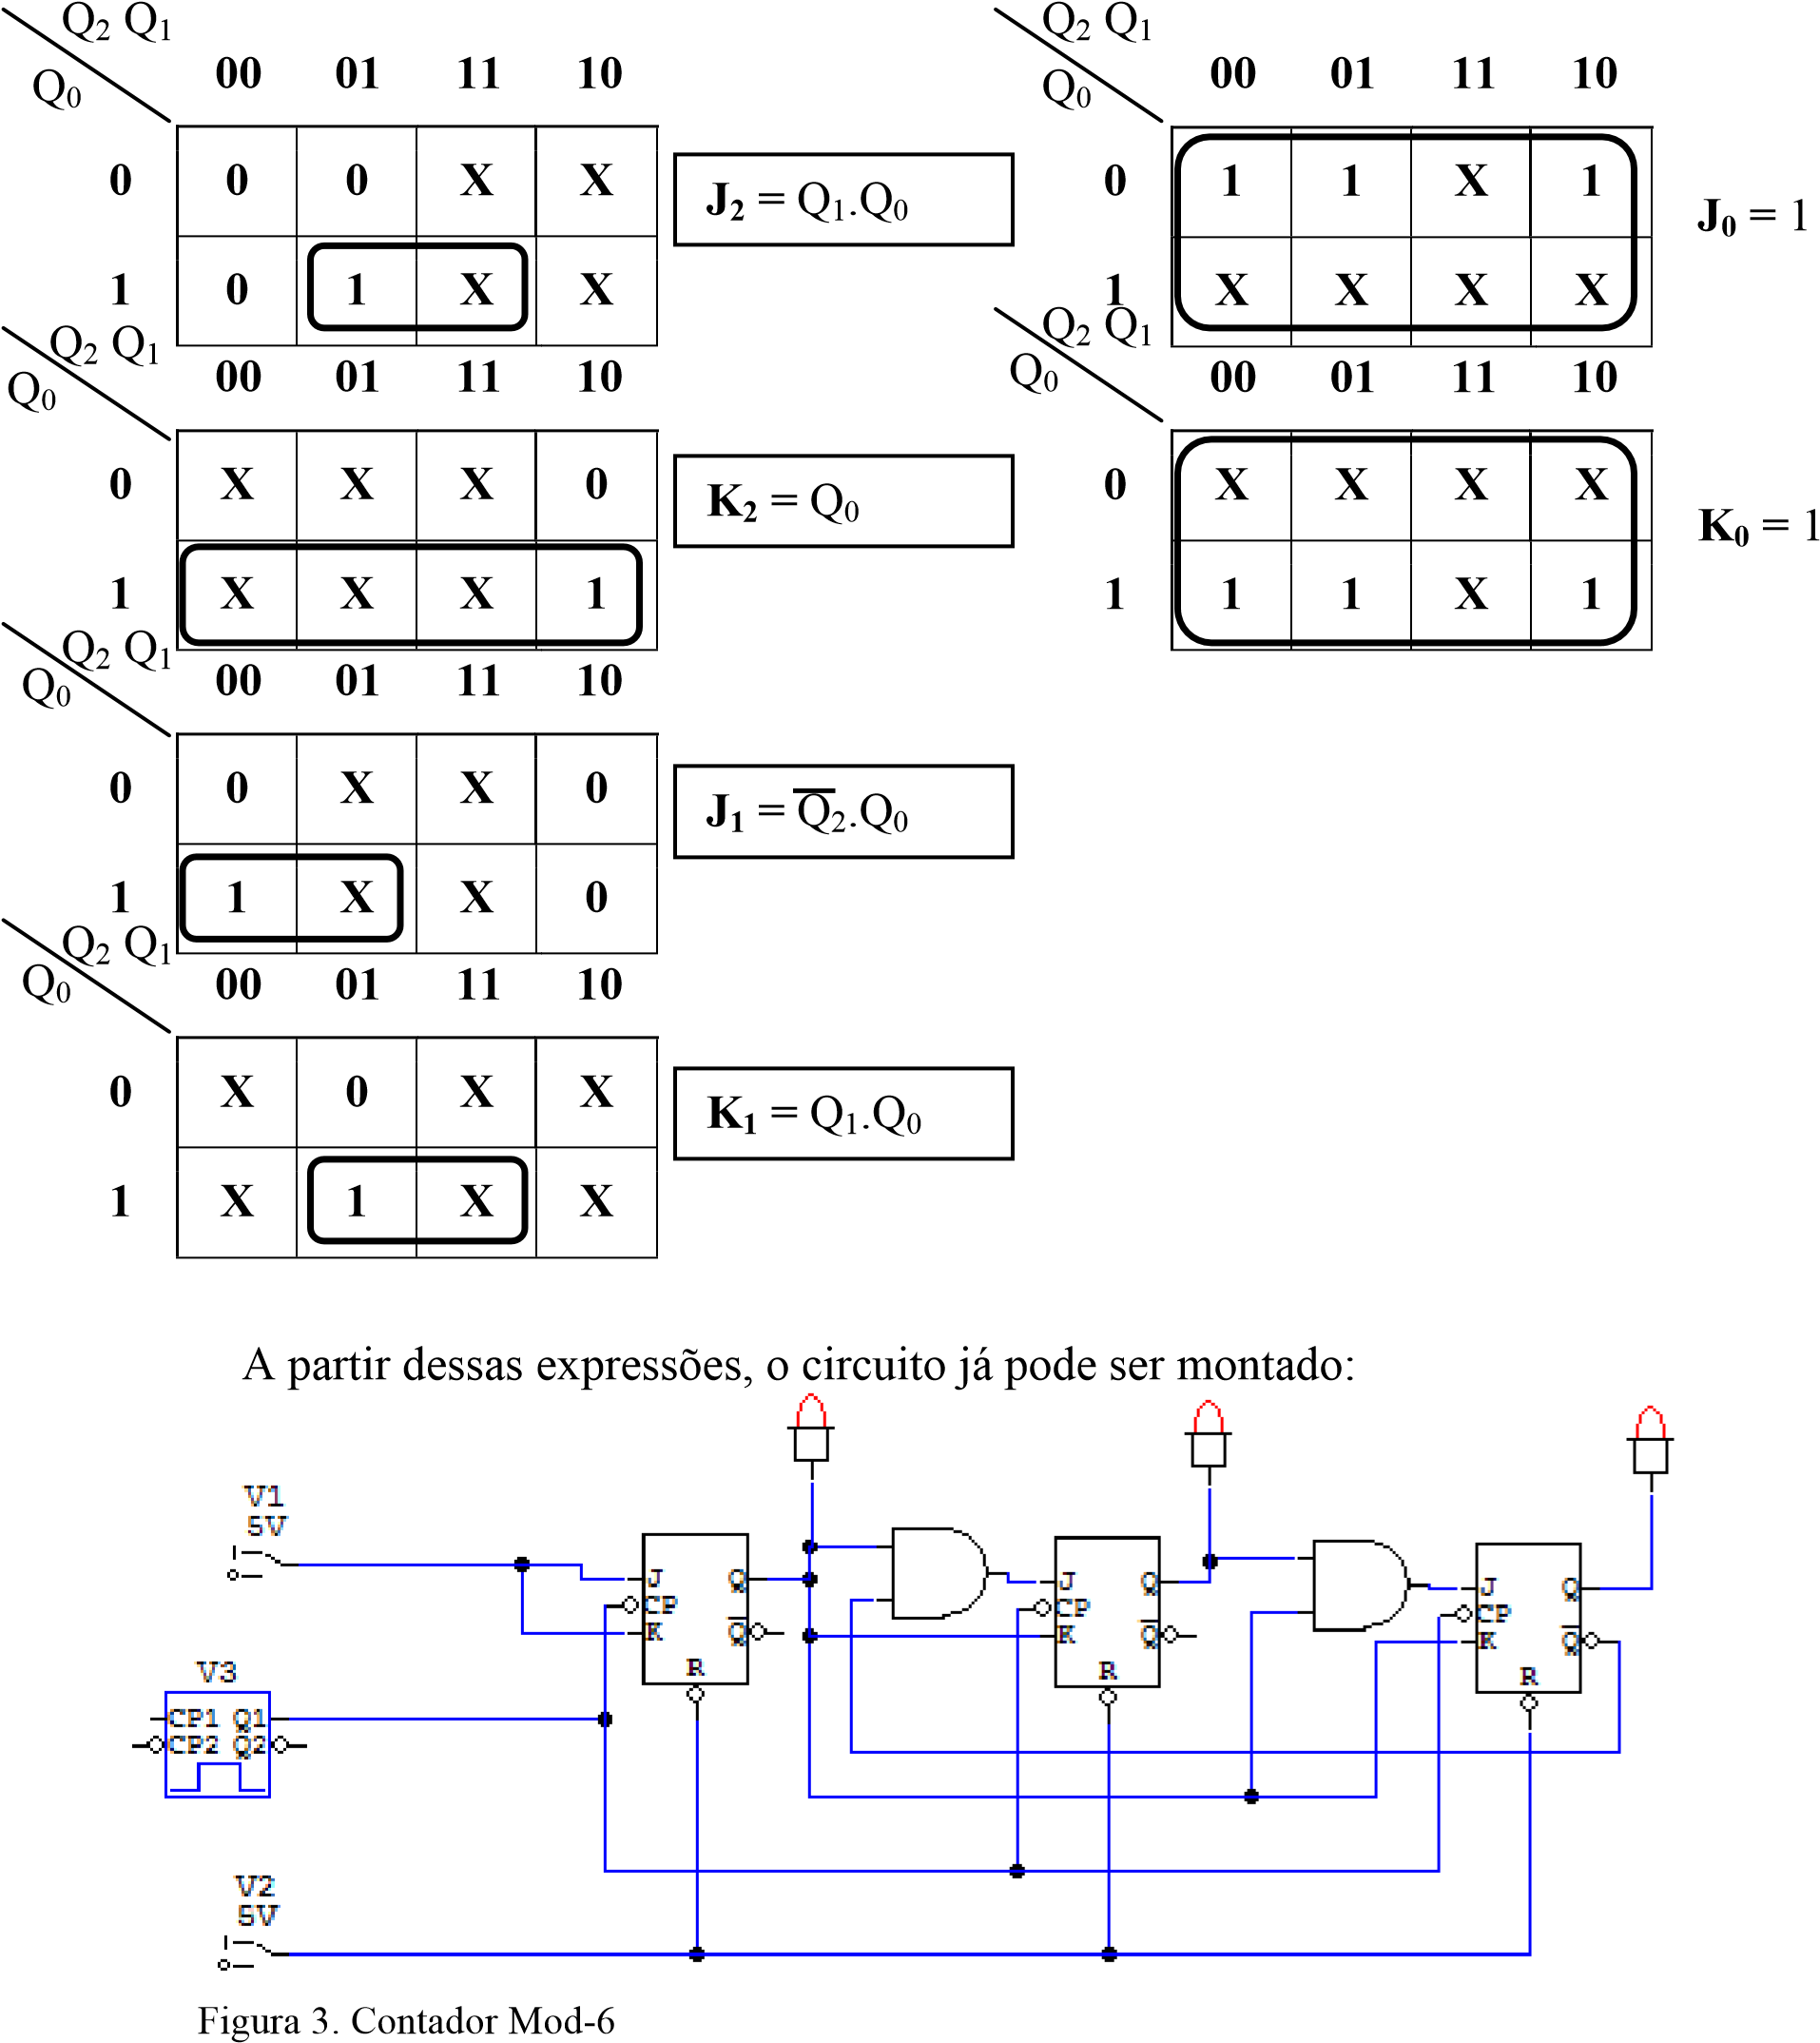 Q₂ Q₁
Q₀
00 01 11 10
0 0 0 X X
1 0 1 X X
J₂ = Q₁.Q₀
Q₂ Q₁
Q₀
00 01 11 10
0 1 1 X 1
1 X X X X
J₀ = 1
Q₂ Q₁
Q₀
00 01 11 10
0 X X X 0
1 X X X 1
K₂ = Q₀
Q₂ Q₁
Q₀
00 01 11 10
0 X X X X
1 1 1 X 1
K₀ = 1
Q₂ Q₁
Q₀
00 01 11 10
0 0 X X 0
1 1 X X 0
J₁ = Q̅₂.Q₀
Q₂ Q₁
Q₀
00 01 11 10
0 X 0 X X
1 X 1 X X
K₁ = Q₁.Q₀
A partir dessas expressões, o circuito já pode ser montado:
V1
5V
J Q
CP
K Q̅
R
J Q
CP
K Q̅
R
J Q
CP
K Q̅
R
V3
CP1 Q1
CP2 Q2
V2
5V
Figura 3. Contador Mod-6